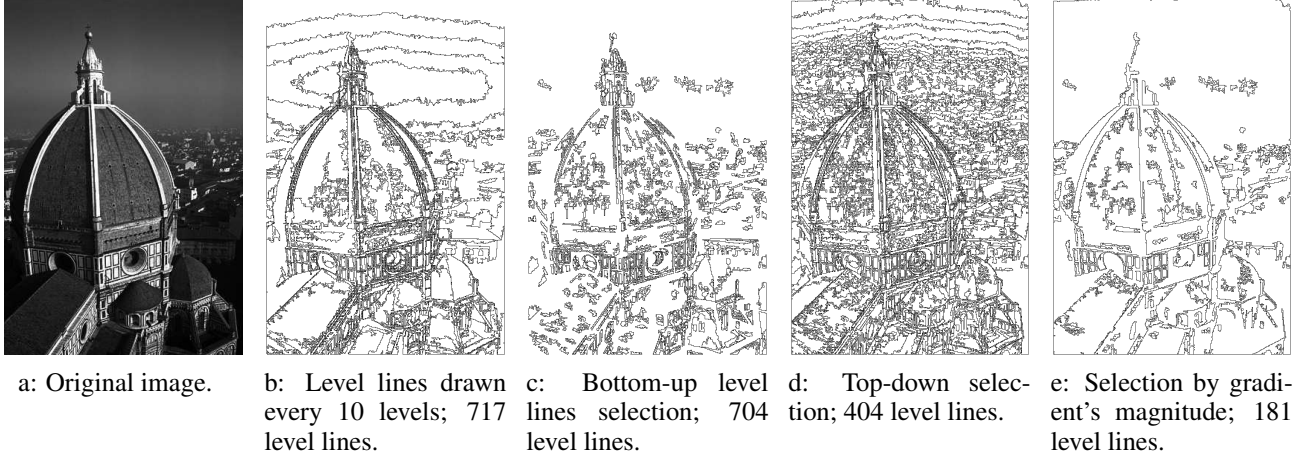 a: Original image.
b: Level lines drawn
every 10 levels; 717
level lines.
c: Bottom-up level
lines selection; 704
level lines.
d: Top-down selec-
tion; 404 level lines.
e: Selection by gradi-
ent's magnitude; 181
level lines.